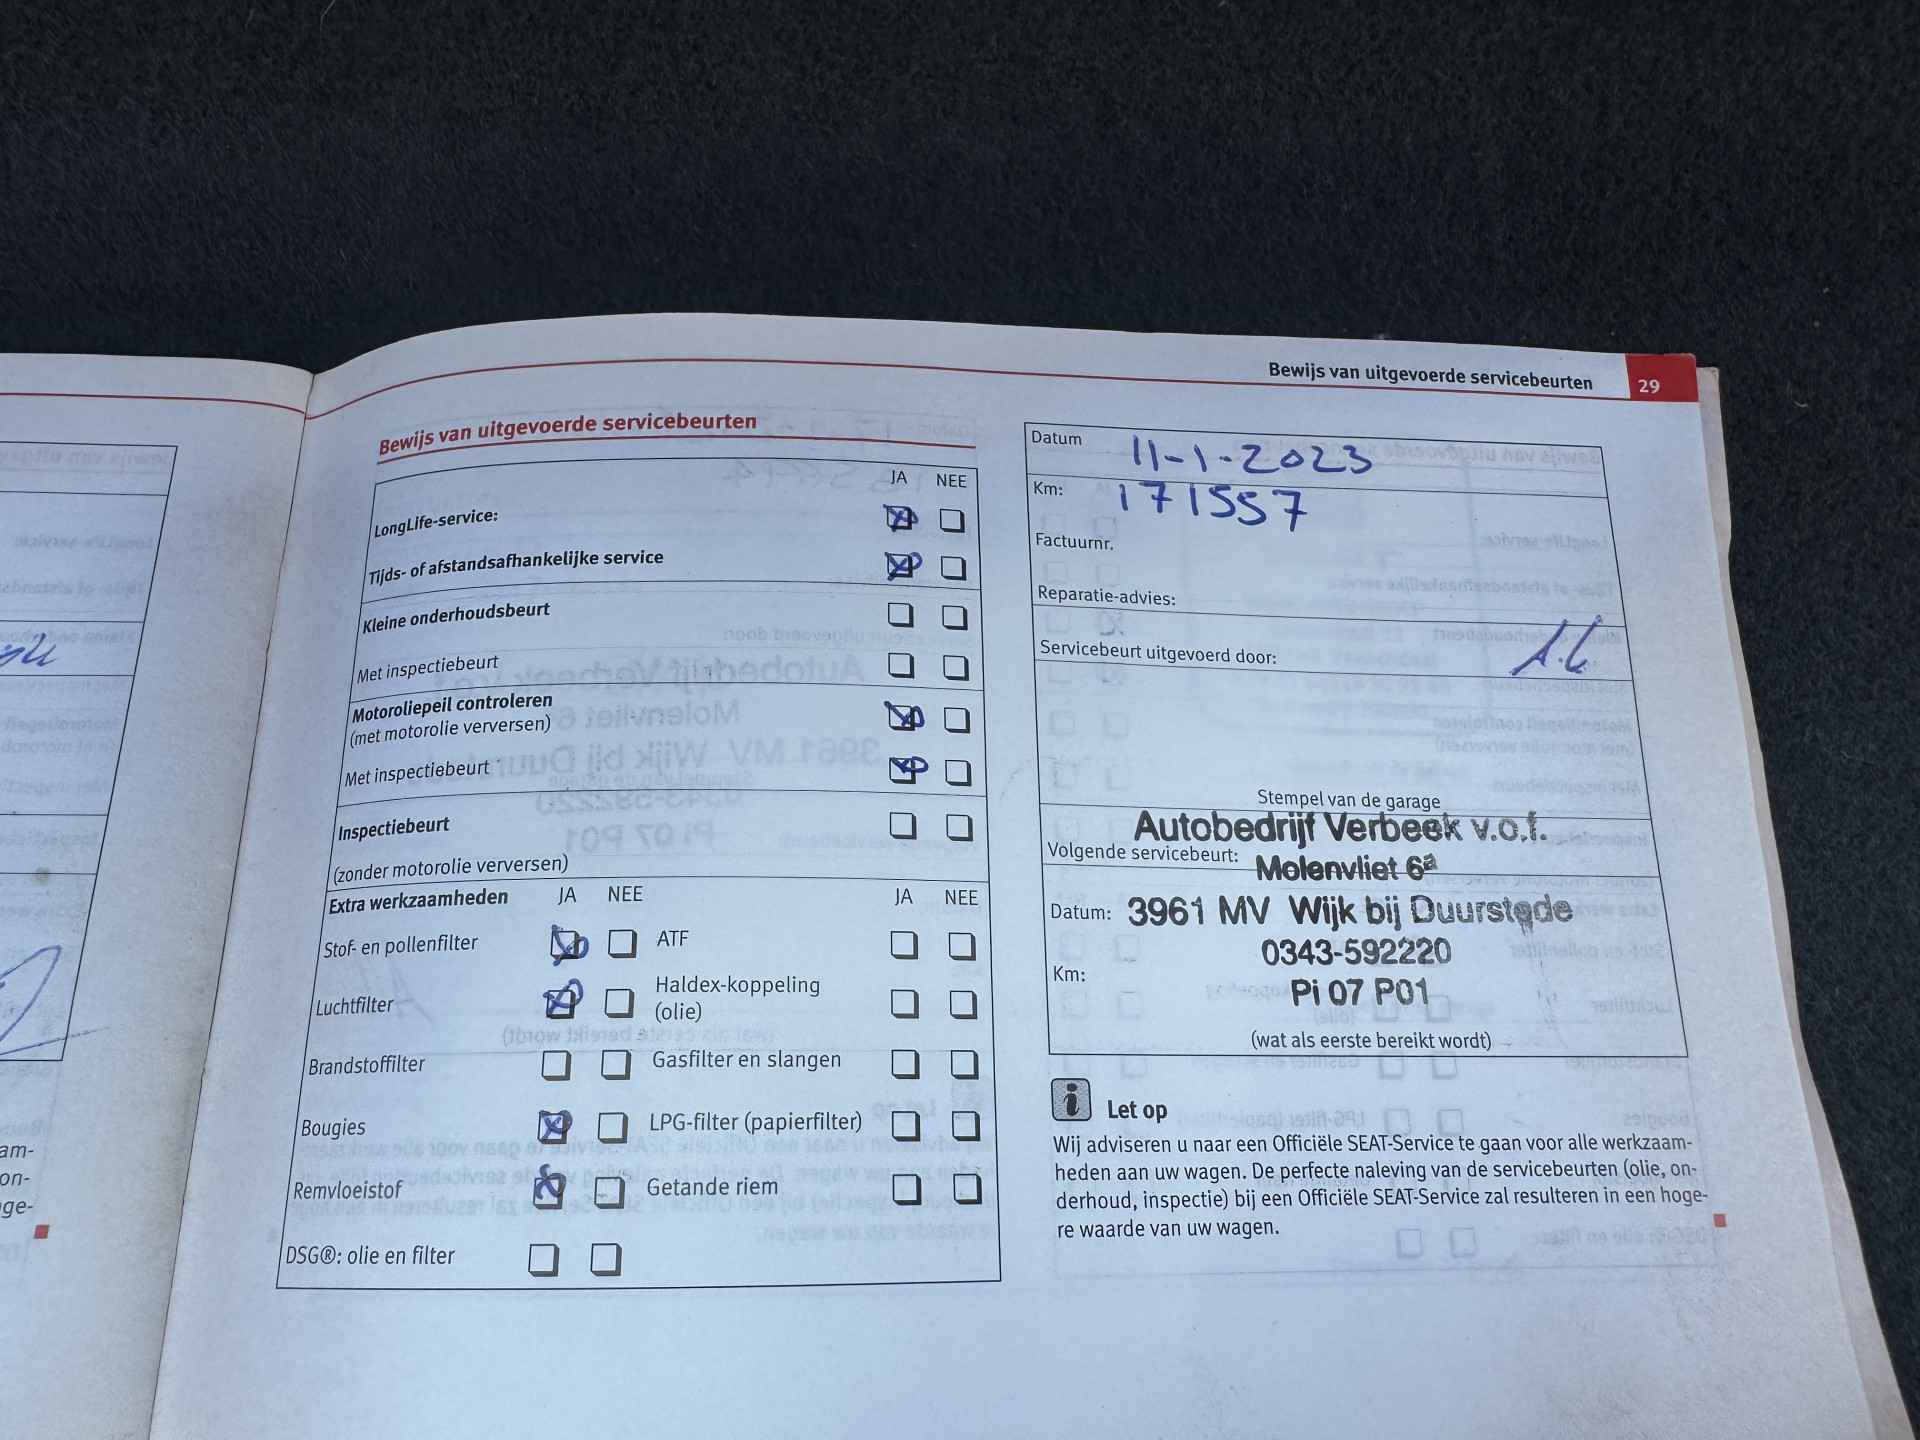 Bewijs van uitgevoerde servicebeurten
29
Bewijs van uitgevoerde servicebeurten
JA NEE
LongLife-service:
Tijds- of afstandsafhankelijke service
Kleine onderhoudsbeurt
Met inspectiebeurt
Motoroliepeil controleren
(met motorolie verversen)
Met inspectiebeurt
Inspectiebeurt
(zonder motorolie verversen)
Extra werkzaamheden JA NEE JA NEE
Stof- en pollenfilter ATF
Luchtfilter Haldex-koppeling
(olie)
Brandstoffilter Gasfilter en slangen
Bougies LPG-filter (papierfilter)
Remvloeistof Getande riem
DSG®: olie en filter
Datum 11-1-2023
Km: 171557
Factuurnr.
Reparatie-advies:
Servicebeurt uitgevoerd door:
Stempel van de garage
Autobedrijf Verbeek v.o.f.
Volgende servicebeurt:
Molenvliet 6a
Datum:
3961 MV Wijk bij Duurstede
0343-592220
Km:
Pi 07 P01
(wat als eerste bereikt wordt)
i Let op
Wij adviseren u naar een Officiële SEAT-Service te gaan voor alle werkzaam-
heden aan uw wagen. De perfecte naleving van de servicebeurten (olie, on-
derhoud, inspectie) bij een Officiële SEAT-Service zal resulteren in een hoge-
re waarde van uw wagen.
am-
on-
ge-